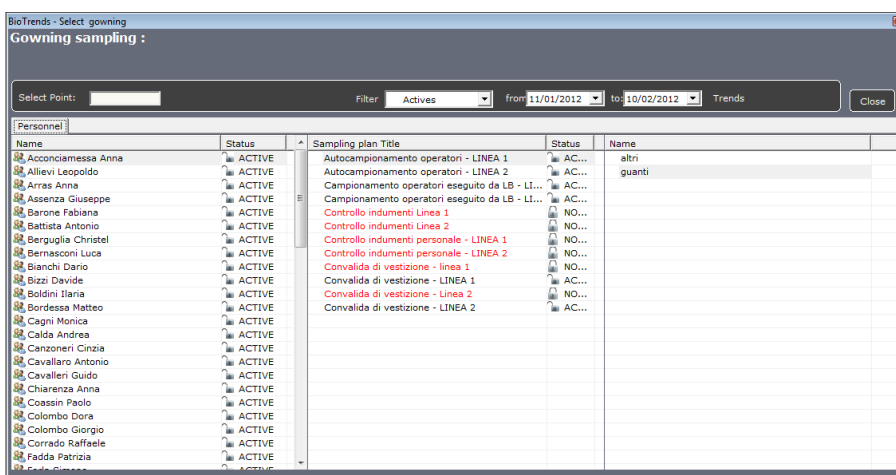 BioTrends - Select gowning
Gowning sampling :
Select Point: Filter Actives from 11/01/2012 to: 10/02/2012 Trends Close
Personnel
Name Status Sampling plan Title Status Name
Acconciamessa Anna ACTIVE Autocampionamento operatori - LINEA 1 AC... altri
Allievi Leopoldo ACTIVE Autocampionamento operatori - LINEA 2 AC... guanti
Arras Anna ACTIVE Campionamento operatori eseguito da LB - LI... AC...
Assenza Giuseppe ACTIVE Campionamento operatori eseguito da LB - LI... AC...
Barone Fabiana ACTIVE Controllo indumenti Linea 1 NO...
Battista Antonio ACTIVE Controllo indumenti Linea 2 NO...
Berguglia Christel ACTIVE Controllo indumenti personale - LINEA 1 NO...
Bernasconi Luca ACTIVE Controllo indumenti personale - LINEA 2 NO...
Bianchi Dario ACTIVE Convalida di vestizione - linea 1 NO...
Bizzi Davide ACTIVE Convalida di vestizione - LINEA 1 AC...
Boldini Ilaria ACTIVE Convalida di vestizione - Linea 2 NO...
Bordessa Matteo ACTIVE Convalida di vestizione - LINEA 2 AC...
Cagni Monica ACTIVE
Calda Andrea ACTIVE
Canzoneri Cinzia ACTIVE
Cavallaro Antonio ACTIVE
Cavalleri Guido ACTIVE
Chiarenza Anna ACTIVE
Coassin Paolo ACTIVE
Colombo Dora ACTIVE
Colombo Giorgio ACTIVE
Corrado Raffaele ACTIVE
Fadda Patrizia ACTIVE
ACTIVE